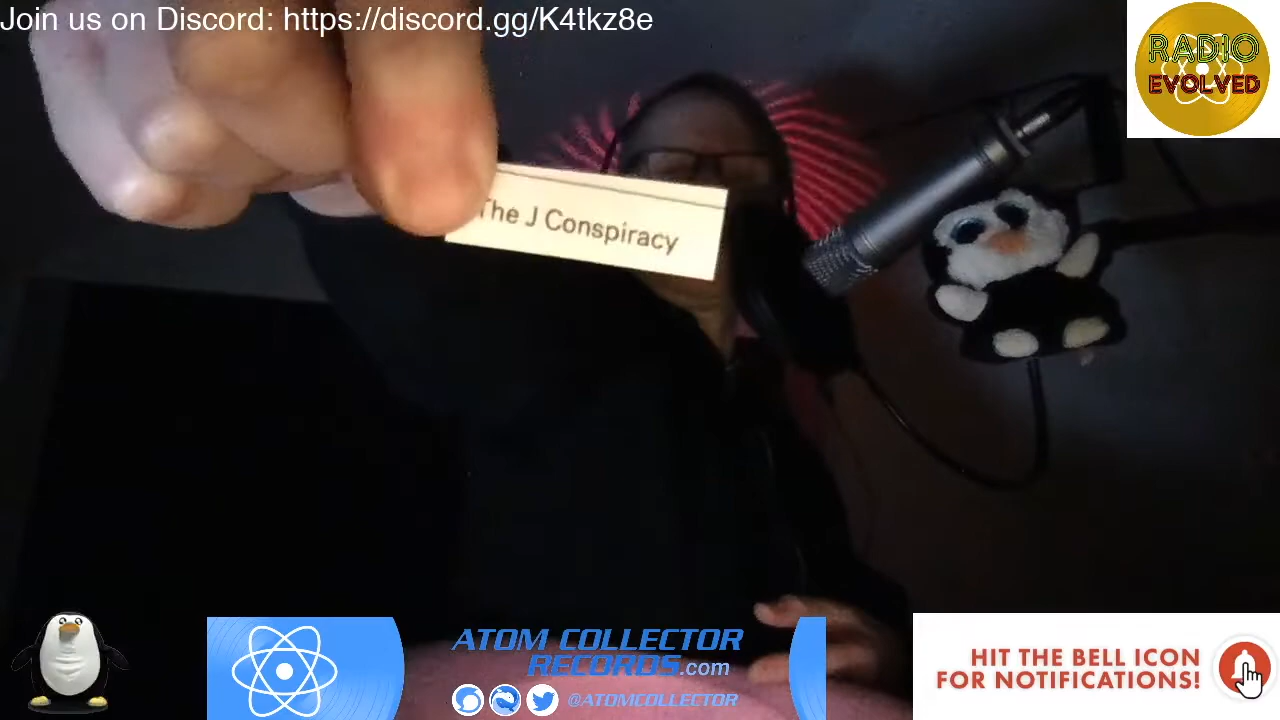 Join us on Discord: https://discord.gg/K4tkz8e
RADIO
EVOLVED
The J Conspiracy
ATOM COLLECTOR
RECORDS.com
@ATOMCOLLECTOR
HIT THE BELL ICON
FOR NOTIFICATIONS!